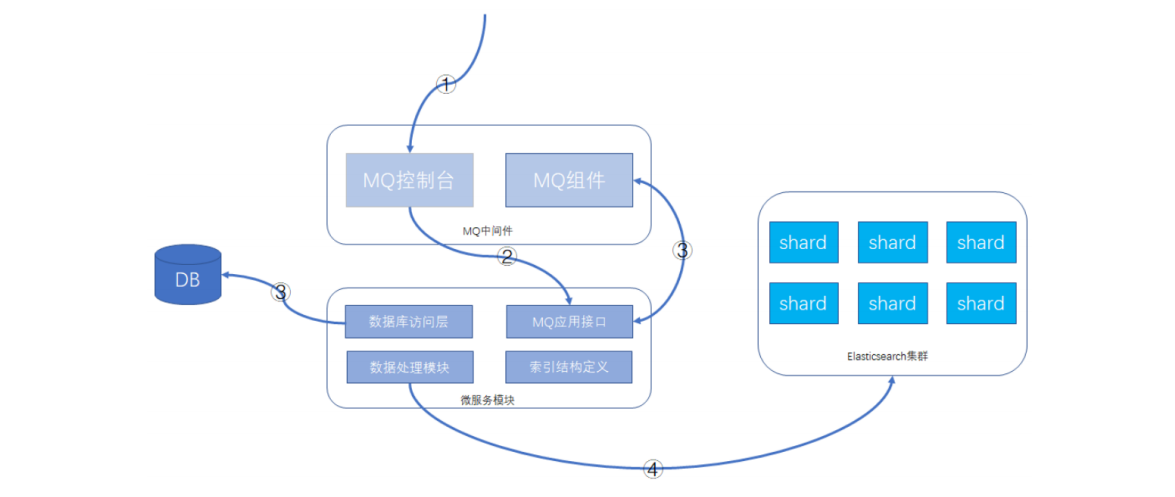 ①
MQ控制台
MQ组件
MQ中间件
②
③
DB
③
数据库访问层
MQ应用接口
数据处理模块
索引结构定义
微服务模块
shard
shard
shard
shard
shard
shard
Elasticsearch集群
④